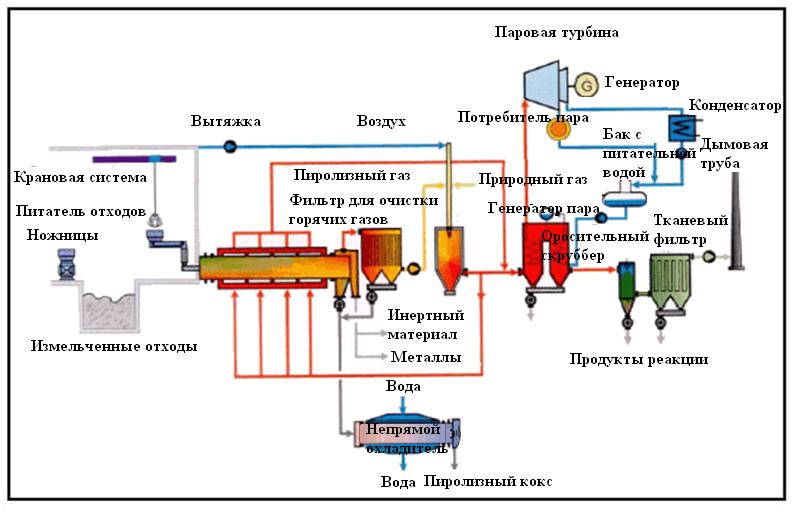 Паровая турбина
Генератор
G
Потребитель пара
Конденсатор
Вытяжка
Воздух
Бак с
питательной
водой
Дымовая
труба
Крановая система
Пиролизный газ
Природный газ
Питатель отходов
Фильтр для очистки
горячих газов
Генератор пара
Тканевый
фильтр
Ножницы
Оросительный
скруббер
Инертный
материал
Металлы
Измельченные отходы
Продукты реакции
Вода
Непрямой
охладитель
Вода
Пиролизный кокс